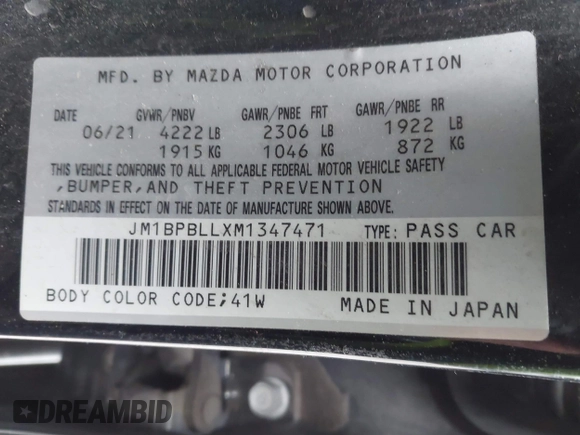 MFD. BY MAZDA MOTOR CORPORATION
DATE GVWR/PNBV GAWR/PNBE FRT GAWR/PNBE RR
06/21 4222 LB 2306 LB 1922 LB
1915 KG 1046 KG 872 KG
THIS VEHICLE CONFORMS TO ALL APPLICABLE FEDERAL MOTOR VEHICLE SAFETY
,BUMPER,AND THEFT PREVENTION
STANDARDS IN EFFECT ON THE DATE OF MANUFACTURE SHOWN ABOVE.
JM1BPBLLXM1347471 TYPE: PASS CAR
BODY COLOR CODE;41W MADE IN JAPAN
DREAMBID